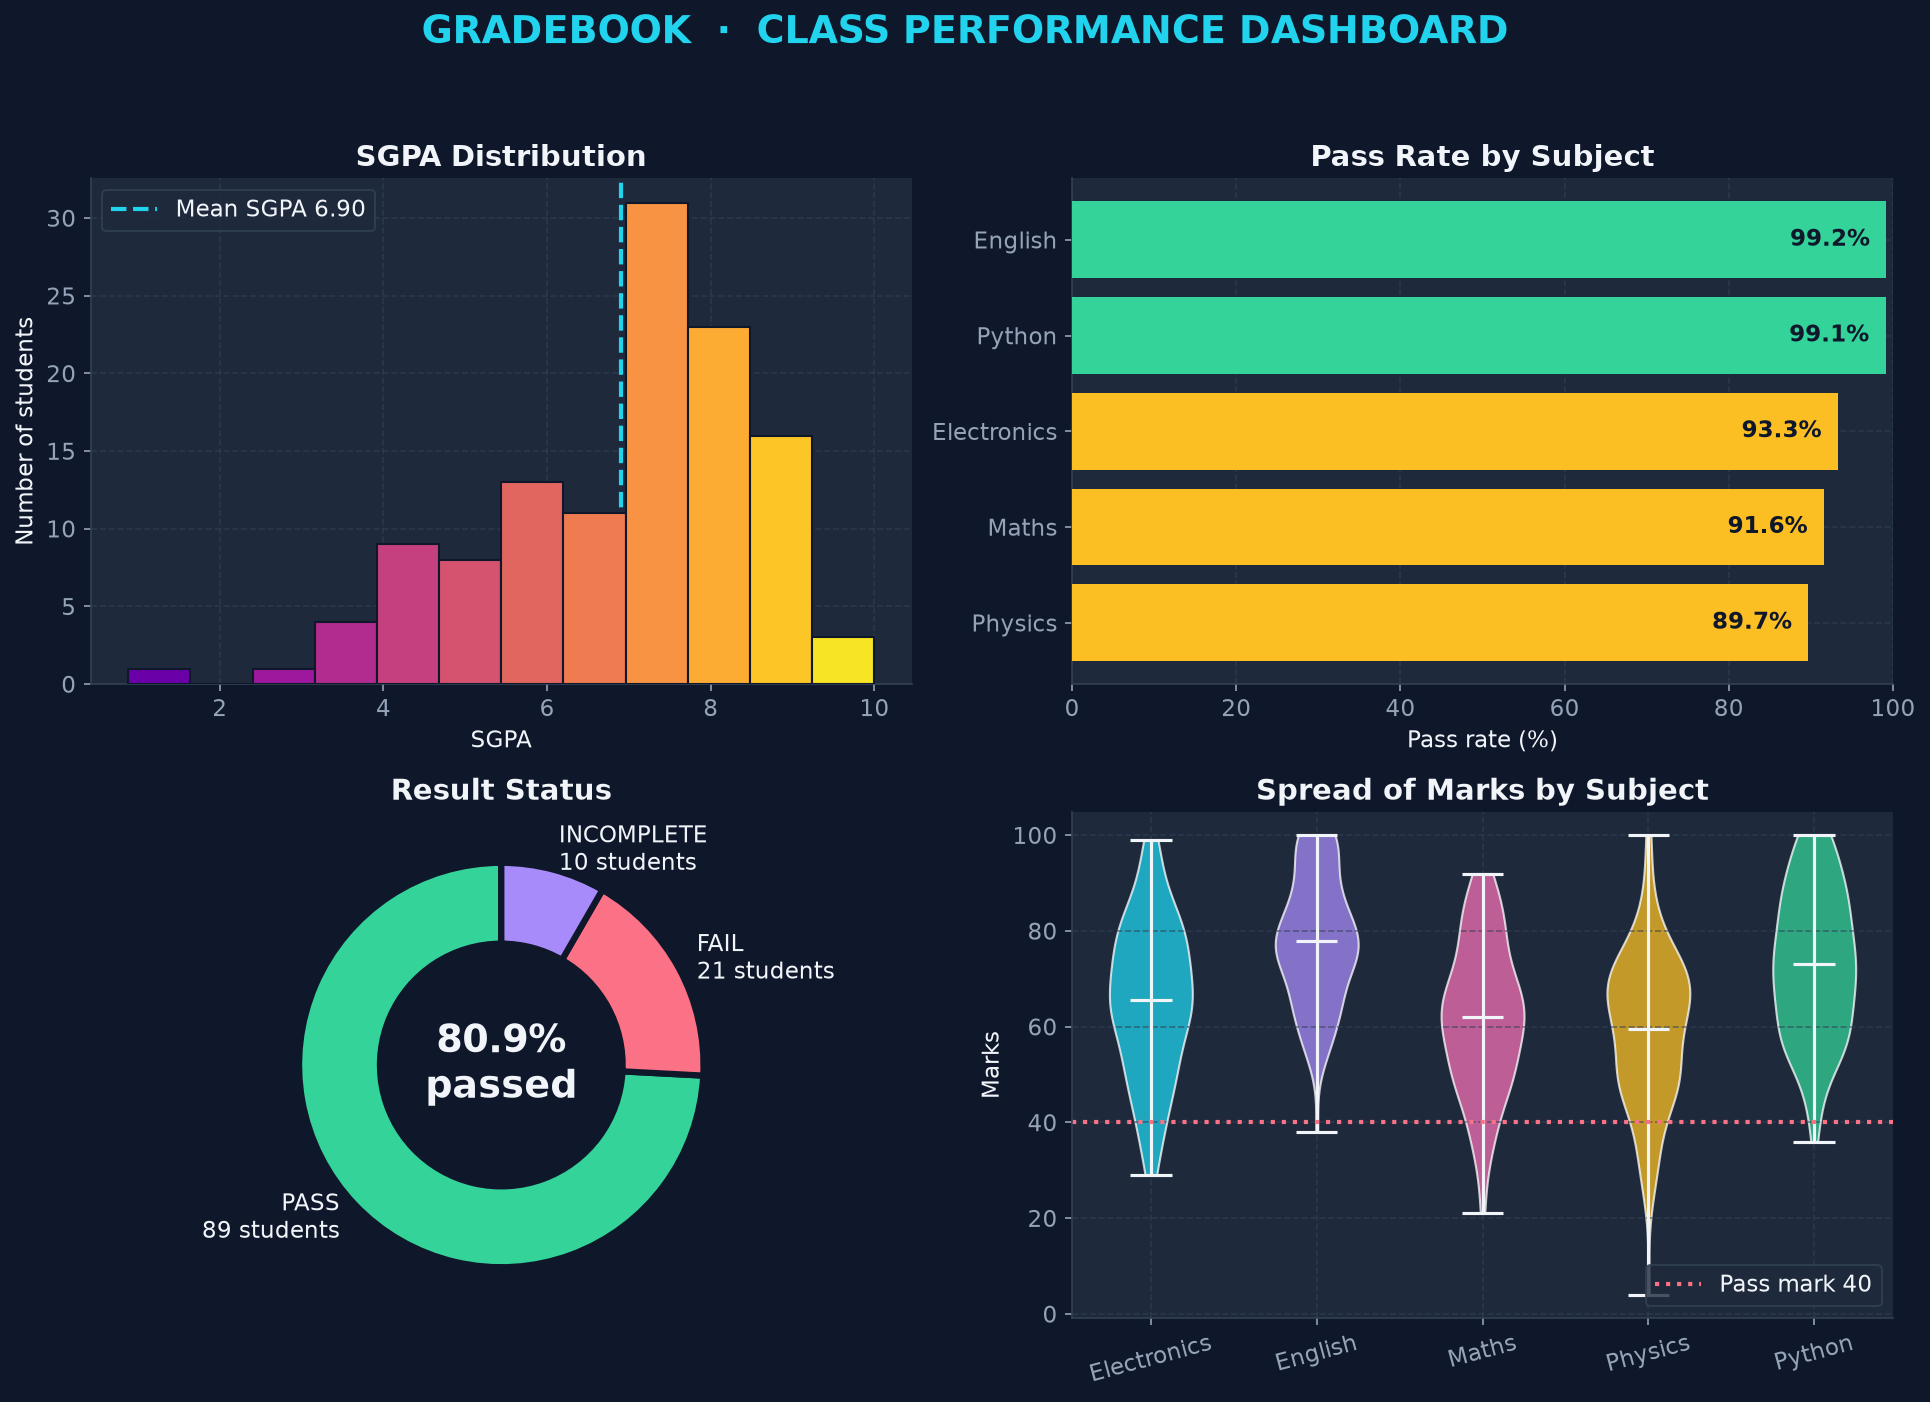 GRADEBOOK · CLASS PERFORMANCE DASHBOARD
SGPA Distribution
Mean SGPA 6.90
30
25
20
15
10
5
0
Number of students
2 4 6 8 10
SGPA
Pass Rate by Subject
English 99.2%
Python 99.1%
Electronics 93.3%
Maths 91.6%
Physics 89.7%
0 20 40 60 80 100
Pass rate (%)
Result Status
INCOMPLETE
10 students
FAIL
21 students
80.9%
passed
PASS
89 students
Spread of Marks by Subject
100
80
60
40
20
0
Marks
Pass mark 40
Electronics English Maths Physics Python